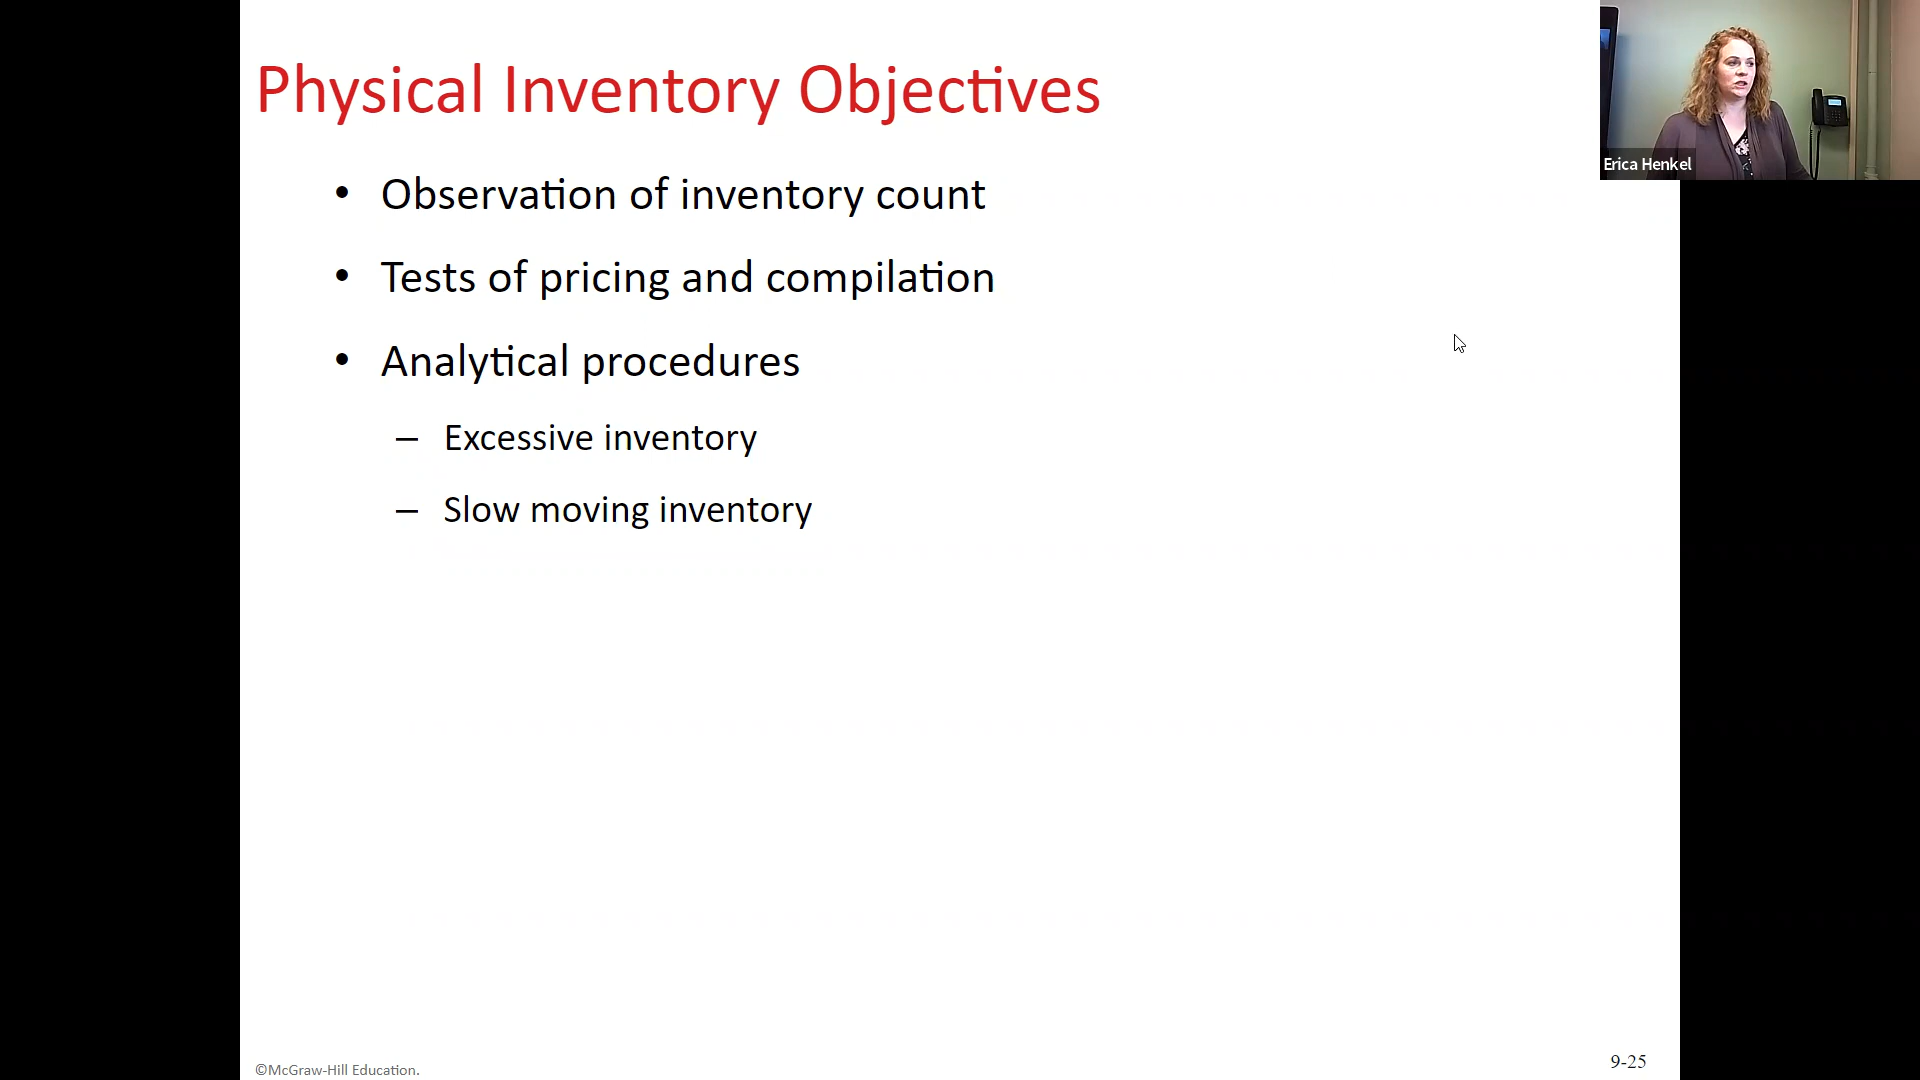 Physical Inventory Objectives
• Observation of inventory count
• Tests of pricing and compilation
• Analytical procedures
– Excessive inventory
– Slow moving inventory
Erica Henkel
©McGraw-Hill Education.
9-25